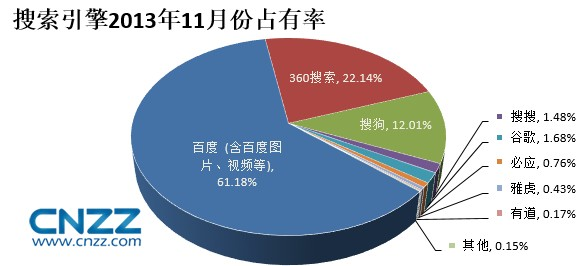 搜索引擎2013年11月份占有率
360搜索, 22.14%
搜狗, 12.01%
搜搜, 1.48%
谷歌, 1.68%
必应, 0.76%
雅虎, 0.43%
有道, 0.17%
其他, 0.15%
百度 (含百度图
片、视频等),
61.18%
CNZZ
www.cnzz.com